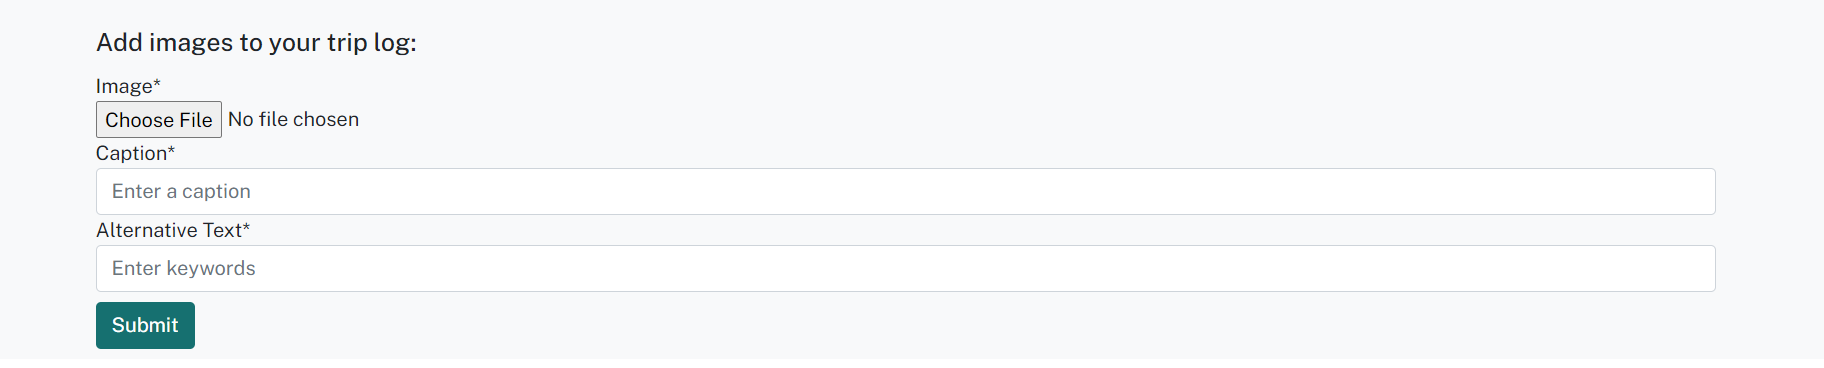 Add images to your trip log:
Image*
Choose File No file chosen
Caption*
Enter a caption
Alternative Text*
Enter keywords
Submit